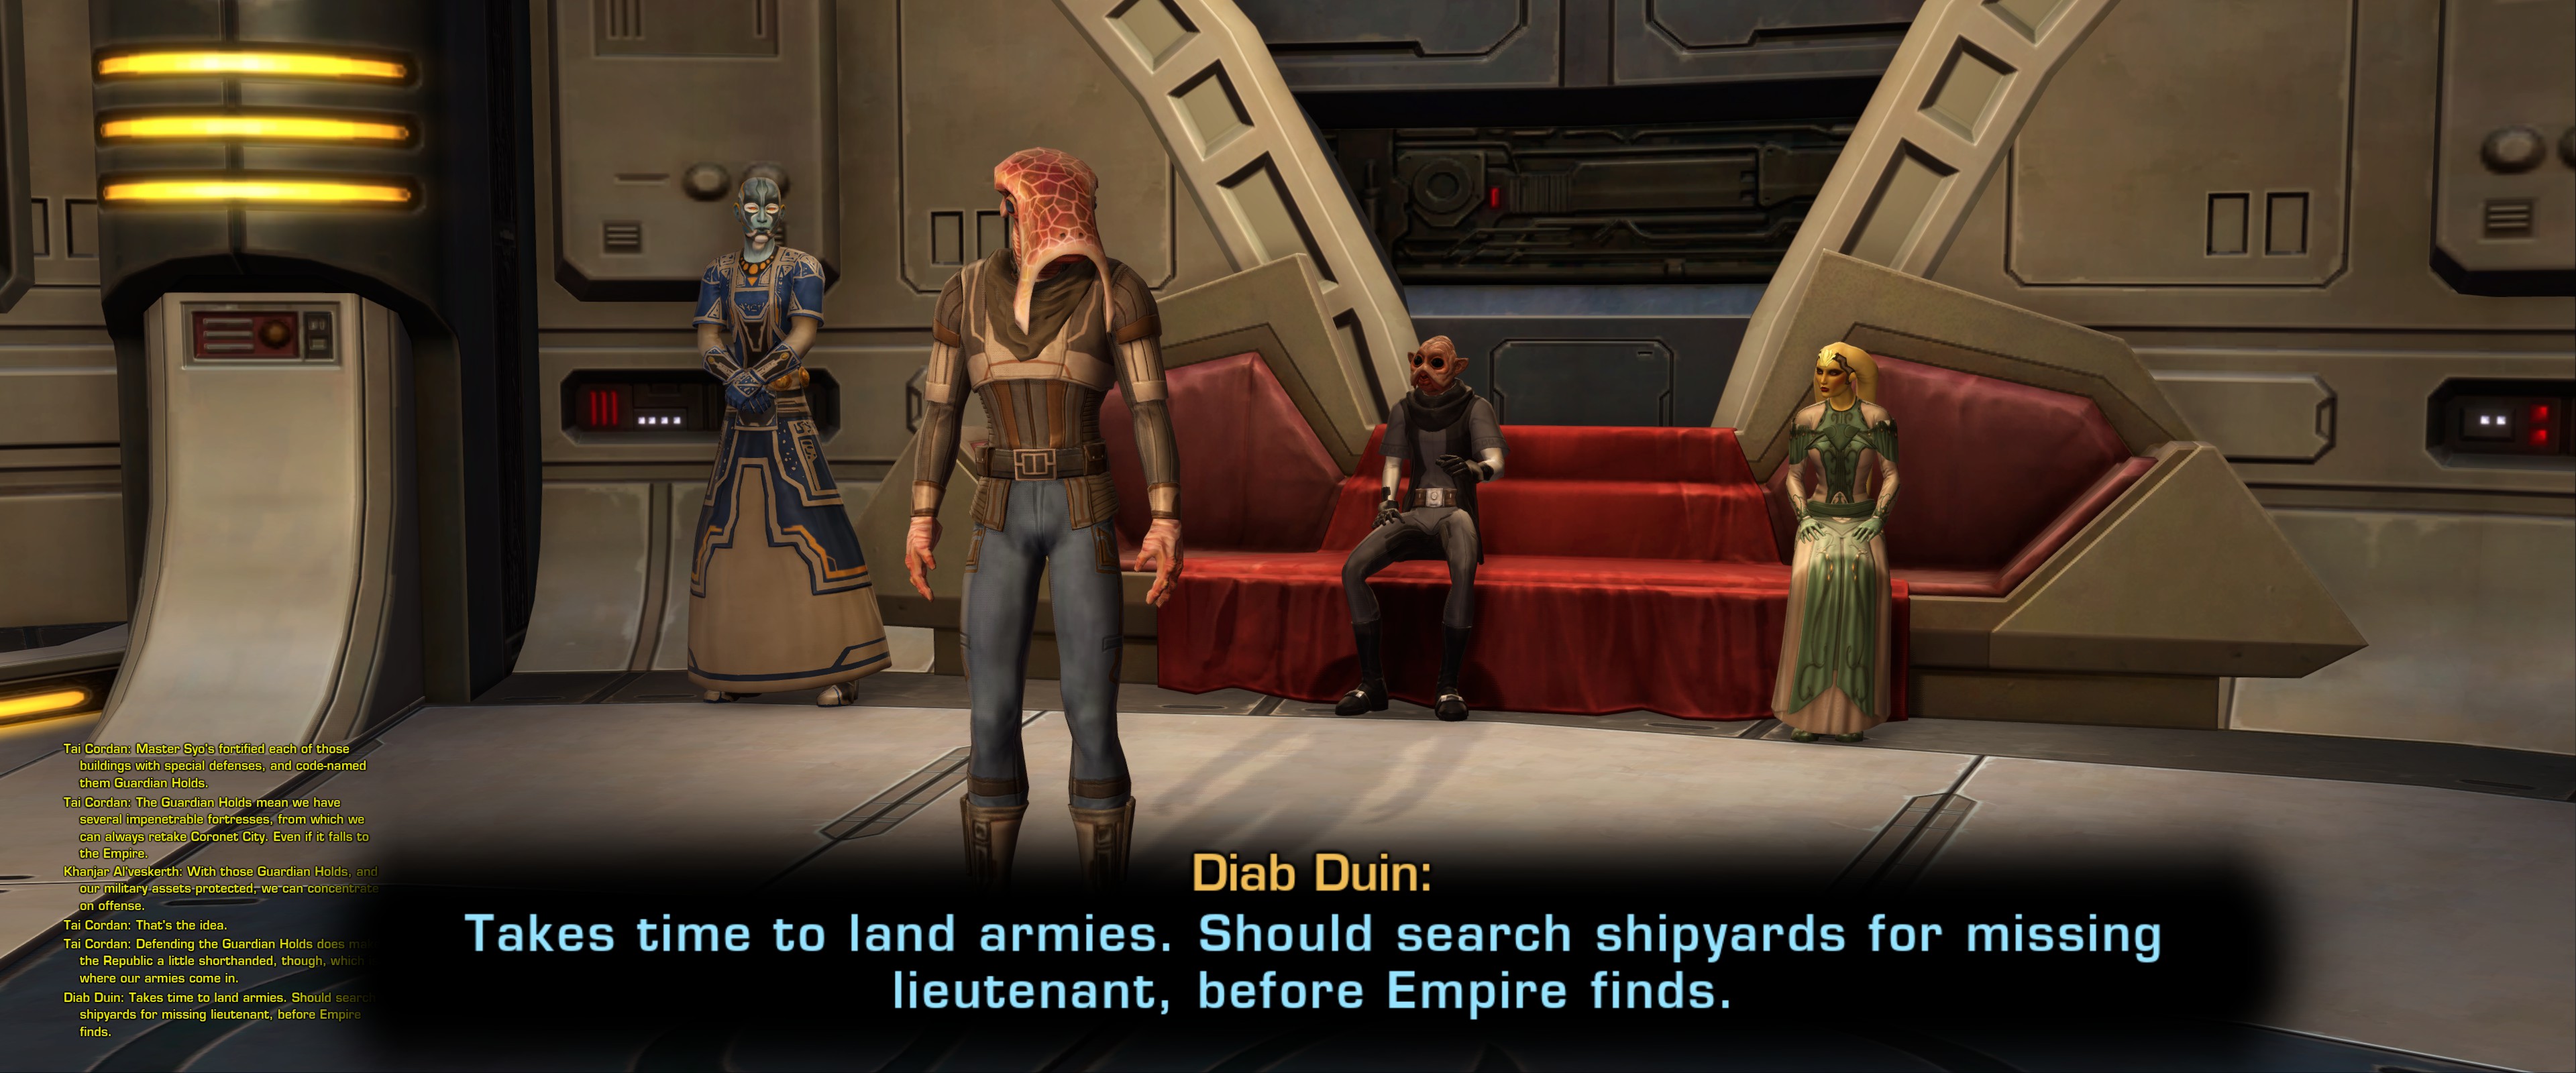 Tai Cordan: Master Syo's fortified each of those
buildings with special defenses, and code-named
them Guardian Holds.
Tai Cordan: The Guardian Holds mean we have
several impenetrable fortresses, from which we
can always retake Coronet City. Even if it falls to
the Empire.
Khanjar Al'veskerth: With those Guardian Holds, and
our military assets protected, we can concentrate
on offense.
Tai Cordan: That's the idea.
Tai Cordan: Defending the Guardian Holds does
the Republic a little shorthanded, though, which
where our armies come in.
Diab Duin: Takes time to land armies. Should search
shipyards for missing lieutenant, before Empire
finds.
Diab Duin:
Takes time to land armies. Should search shipyards for missing
lieutenant, before Empire finds.